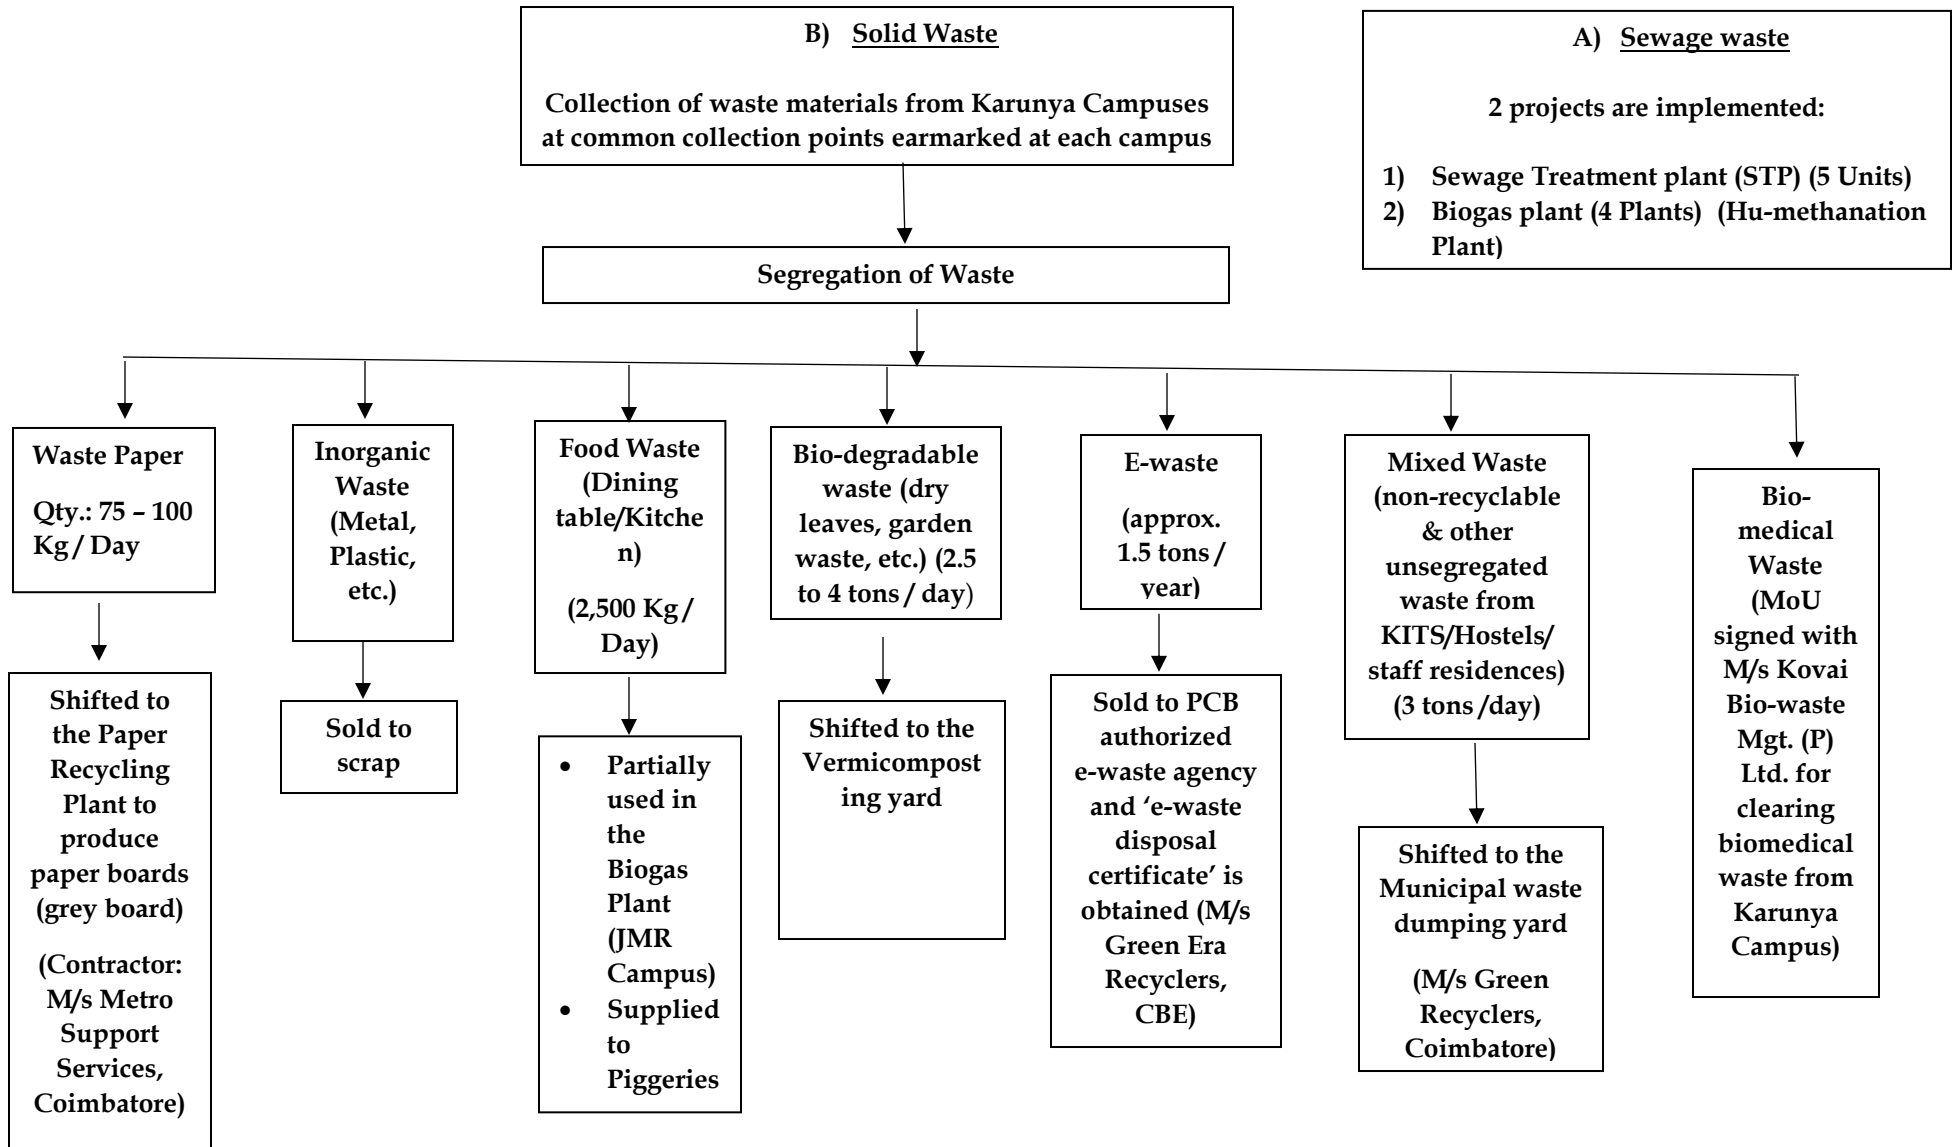 B) Solid Waste
Collection of waste materials from Karunya Campuses
at common collection points earmarked at each campus
A) Sewage waste
2 projects are implemented:
1) Sewage Treatment plant (STP) (5 Units)
2) Biogas plant (4 Plants) (Hu-methanation
Plant)
Segregation of Waste
Waste Paper
Qty.: 75 – 100
Kg / Day
Inorganic
Waste
(Metal,
Plastic,
etc.)
Food Waste
(Dining
table/Kitche
n)
(2,500 Kg /
Day)
Bio-degradable
waste (dry
leaves, garden
waste, etc.) (2.5
to 4 tons / day)
E-waste
(approx.
1.5 tons /
year)
Mixed Waste
(non-recyclable
& other
unsegregated
waste from
KITS/Hostels/
staff residences)
(3 tons /day)
Bio-
medical
Waste
(MoU
signed with
M/s Kovai
Bio-waste
Mgt. (P)
Ltd. for
clearing
biomedical
waste from
Karunya
Campus)
Shifted to
the Paper
Recycling
Plant to
produce
paper boards
(grey board)
(Contractor:
M/s Metro
Support
Services,
Coimbatore)
Sold to
scrap
• Partially
used in
the
Biogas
Plant
(JMR
Campus)
• Supplied
to
Piggeries
Shifted to the
Vermicompost
ing yard
Sold to PCB
authorized
e-waste agency
and ‘e-waste
disposal
certificate’ is
obtained (M/s
Green Era
Recyclers,
CBE)
Shifted to the
Municipal waste
dumping yard
(M/s Green
Recyclers,
Coimbatore)